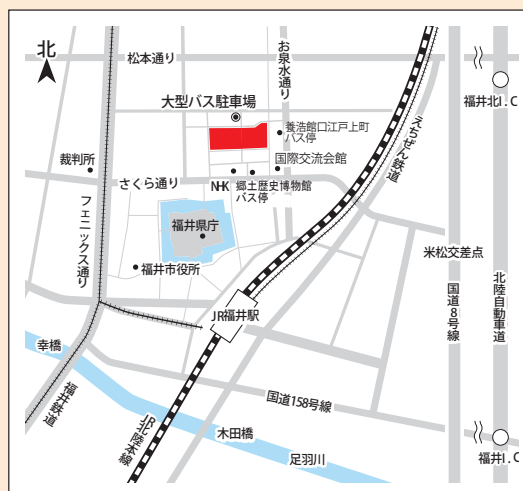 北
松本通り
お泉水通り
福井北I.C
大型バス駐車場
養浩館口江戸上町
バス停
えちぜん鉄道
裁判所
国際交流会館
さくら通り
NHK
郷土歴史博物館
バス停
フェニックス通り
福井県庁
米松交差点
国道8号線
北陸自動車道
福井市役所
JR福井駅
幸橋
福井鉄道
国道158号線
JR北陸本線
木田橋
足羽川
福井I.C